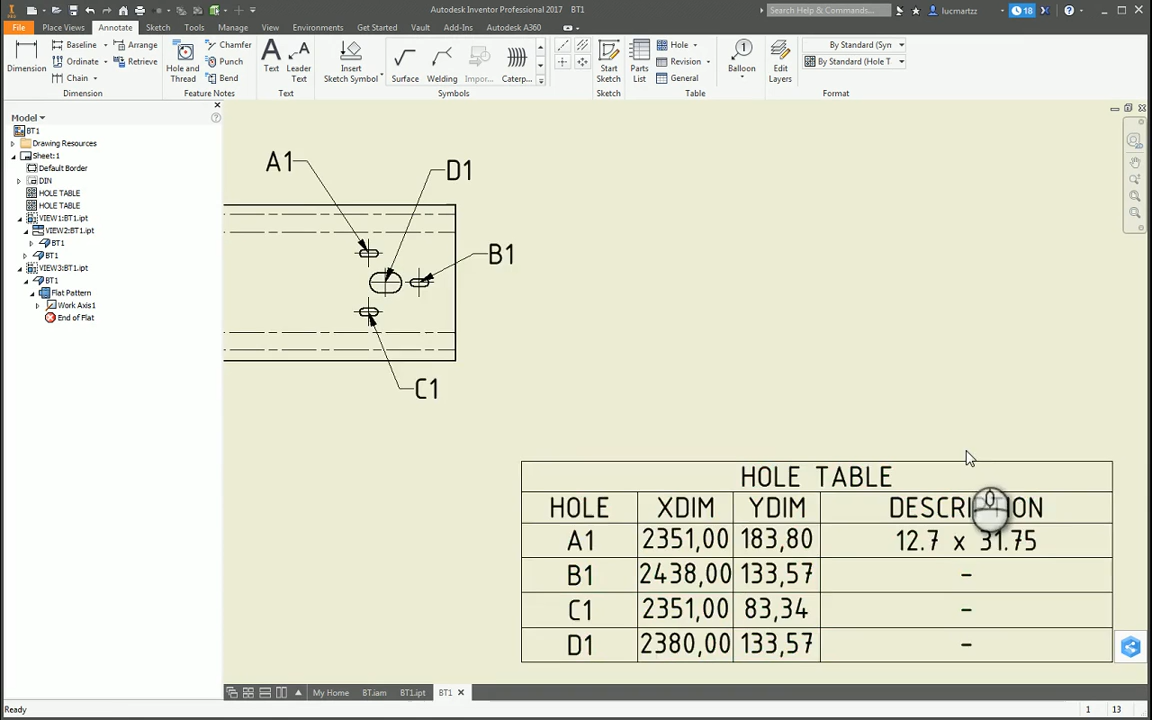 Autodesk Inventor Professional 2017 BT1
Search Help & Commands...
lucmartzz
18
File Place Views Annotate Sketch Tools Manage View Environments Get Started Vault Add-Ins Autodesk A360
Dimension
Baseline
Ordinate
Chain
Arrange
Retrieve
Dimension
Hole and Thread
Chamfer
Punch
Bend
Feature Notes
Text
Leader Text
Text
Insert Sketch Symbol
Surface
Welding
Impor...
Caterp...
Symbols
Start Sketch
Sketch
Parts List
Hole
Revision
General
Table
Balloon
Edit Layers
By Standard (Syn
By Standard (Hole T
Format
Model
BT1
Drawing Resources
Sheet:1
Default Border
DIN
HOLE TABLE
HOLE TABLE
VIEW1:BT1.ipt
VIEW2:BT1.ipt
BT1
BT1
VIEW3:BT1.ipt
BT1
Flat Pattern
Work Axis1
End of Flat
A1
D1
B1
C1
HOLE TABLE
HOLE XDIM YDIM DESCRIPTION
A1 2351,00 183,80 12.7 x 31.75
B1 2438,00 133,57 -
C1 2351,00 83,34 -
D1 2380,00 133,57 -
My Home BT.iam BT1.ipt BT1
Ready
1 13